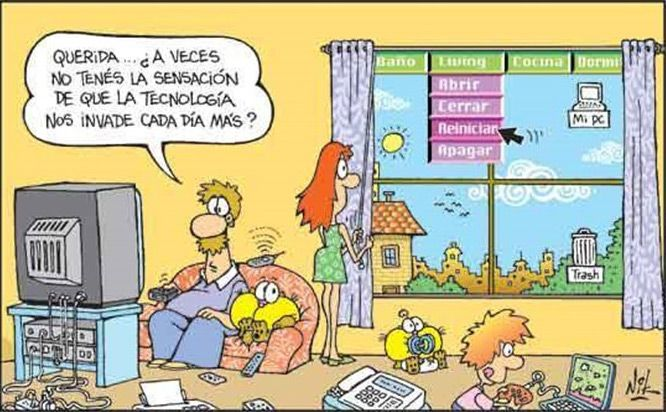 QUERIDA... ¿A VECES
NO TENÉS LA SENSACIÓN
DE QUE LA TECNOLOGÍA
NOS INVADE CADA DÍA MÁS?
Baño Living Cocina Dormi
Abrir
Cerrar
Reiniciar
Apagar
Mi pc
Trash
Nik